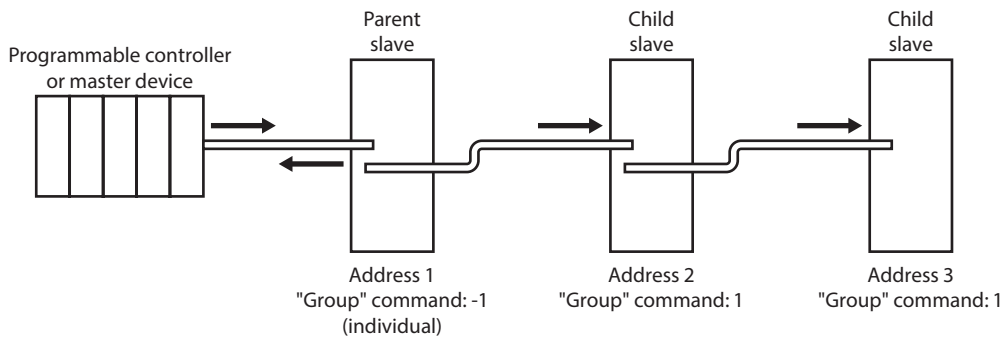 Programmable controller
or master device
Parent
slave
Child
slave
Child
slave
Address 1
"Group" command: -1
(individual)
Address 2
"Group" command: 1
Address 3
"Group" command: 1